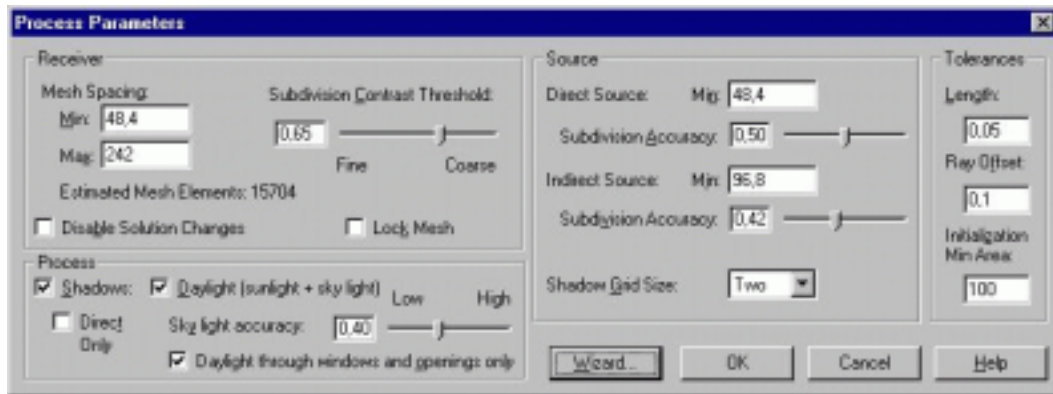 Process Parameters
Receiver
Mesh Spacing:
Min: 48,4
Max: 242
Subdivision Contrast Threshold:
0,65
Fine Coarse
Estimated Mesh Elements: 15704
Disable Solution Changes
Lock Mesh
Process
Shadows:
Daylight (sunlight + sky light)
Direct
Only
Low High
Sky light accuracy: 0,40
Daylight through windows and openings only
Source
Direct Source: Min: 48,4
Subdivision Accuracy: 0,50
Indirect Source: Min: 96,8
Subdivision Accuracy: 0,42
Shadow Grid Size: Two
Tolerances
Length:
0,05
Ray Offset:
0,1
Initialization
Min Area:
100
Wizard...
OK
Cancel
Help